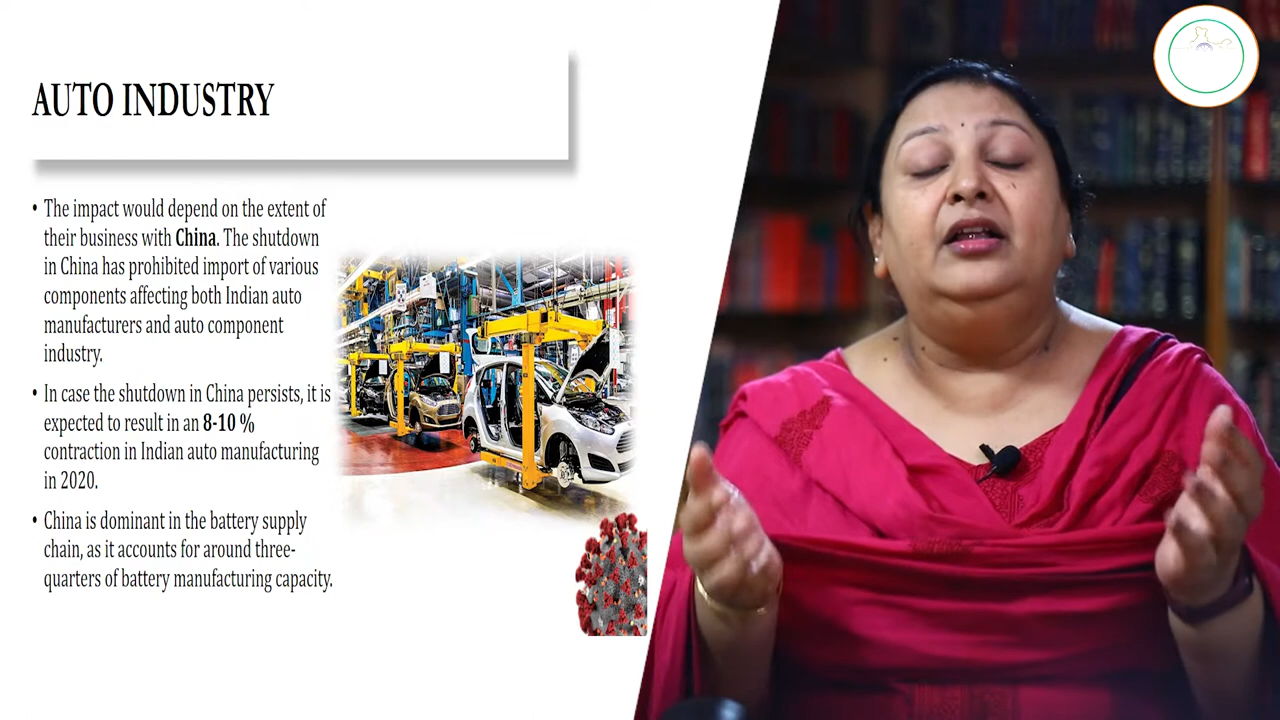 AUTO INDUSTRY
• The impact would depend on the extent of
their business with China. The shutdown
in China has prohibited import of various
components affecting both Indian auto
manufacturers and auto component
industry.
• In case the shutdown in China persists, it is
expected to result in an 8-10 %
contraction in Indian auto manufacturing
in 2020.
• China is dominant in the battery supply
chain, as it accounts for around three-
quarters of battery manufacturing capacity.